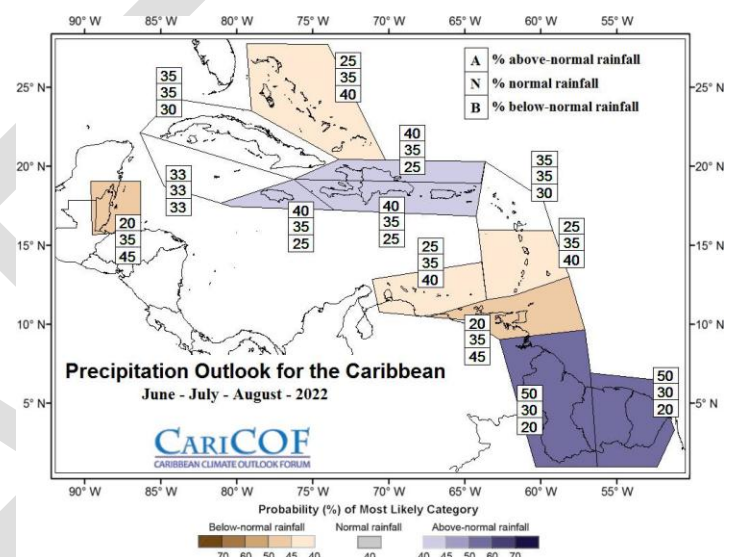 90° W 85° W 80° W 75° W 70° W 65° W 60° W 55° W
A % above-normal rainfall
N % normal rainfall
B % below-normal rainfall
25° N
20° N
15° N
10° N
5° N
35
35
30
25
35
40
40
35
25
35
35
30
33
33
33
20
35
45
40
35
25
40
35
25
25
35
40
25
35
40
20
35
45
50
30
20
50
30
20
Precipitation Outlook for the Caribbean
June - July - August - 2022
CARICOF
CARIBBEAN CLIMATE OUTLOOK FORUM
90° W 85° W 80° W 75° W 70° W 65° W 60° W 55° W
Probability (%) of Most Likely Category
Below-normal rainfall Normal rainfall Above-normal rainfall
70 60 50 45 40 40 40 45 50 60 70